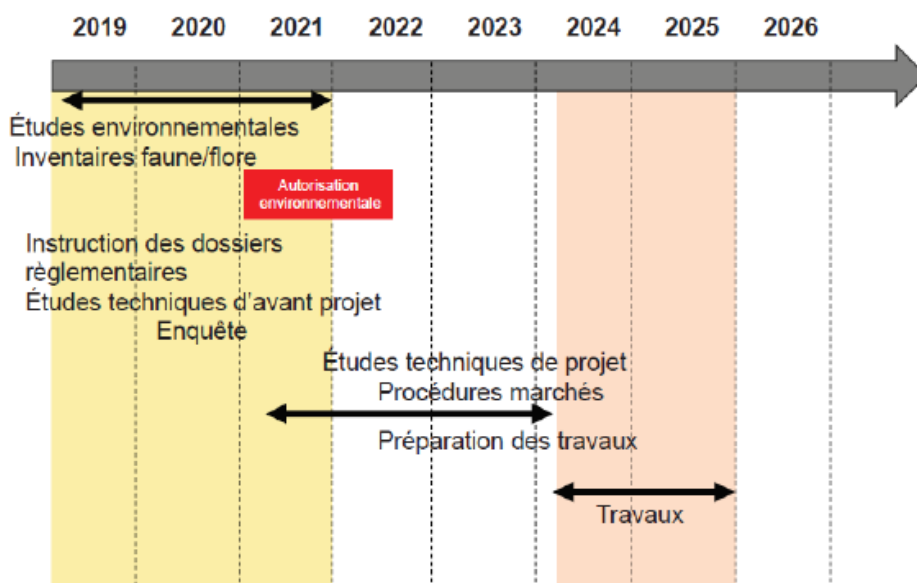 2019 2020 2021 2022 2023 2024 2025 2026
Études environnementales
Inventaires faune/flore
Autorisation
environnementale
Instruction des dossiers
règlementaires
Études techniques d'avant projet
Enquête
Études techniques de projet
Procédures marchés
Préparation des travaux
Travaux